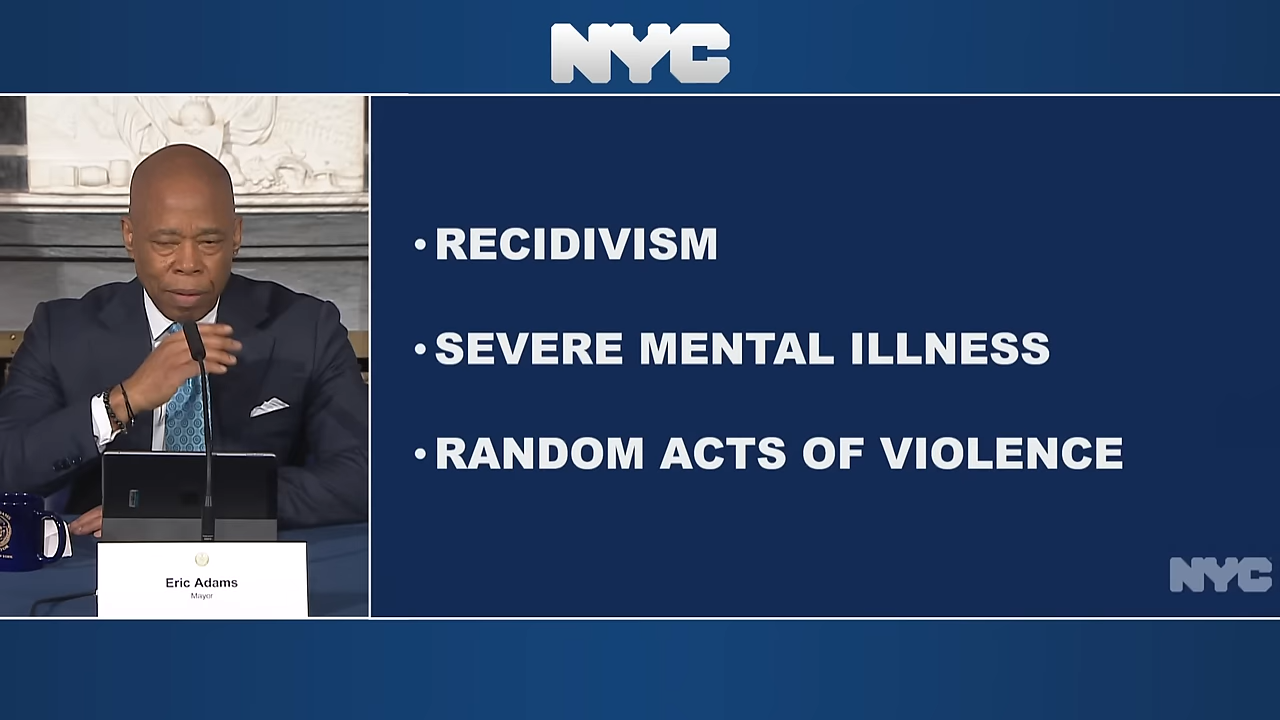 NYC
• RECIDIVISM
• SEVERE MENTAL ILLNESS
• RANDOM ACTS OF VIOLENCE
NYC
Eric Adams
Mayor